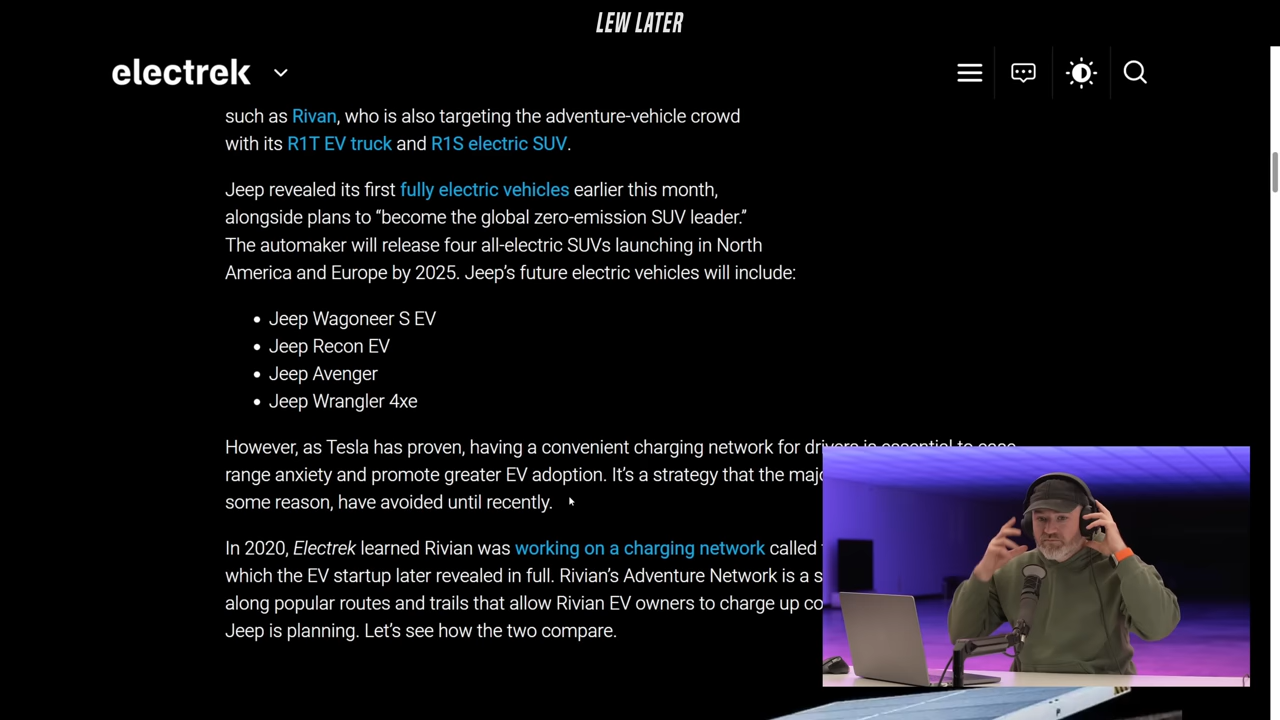 LEW LATER
electrek
such as Rivan, who is also targeting the adventure-vehicle crowd
with its R1T EV truck and R1S electric SUV.
Jeep revealed its first fully electric vehicles earlier this month,
alongside plans to “become the global zero-emission SUV leader.”
The automaker will release four all-electric SUVs launching in North
America and Europe by 2025. Jeep’s future electric vehicles will include:
• Jeep Wagoneer S EV
• Jeep Recon EV
• Jeep Avenger
• Jeep Wrangler 4xe
However, as Tesla has proven, having a convenient charging network for drivers is essential to ease
range anxiety and promote greater EV adoption. It’s a strategy that the
some reason, have avoided until recently.
In 2020, Electrek learned Rivian was working on a charging network called
which the EV startup later revealed in full. Rivian’s Adventure Network is a
along popular routes and trails that allow Rivian EV owners to charge up
Jeep is planning. Let’s see how the two compare.